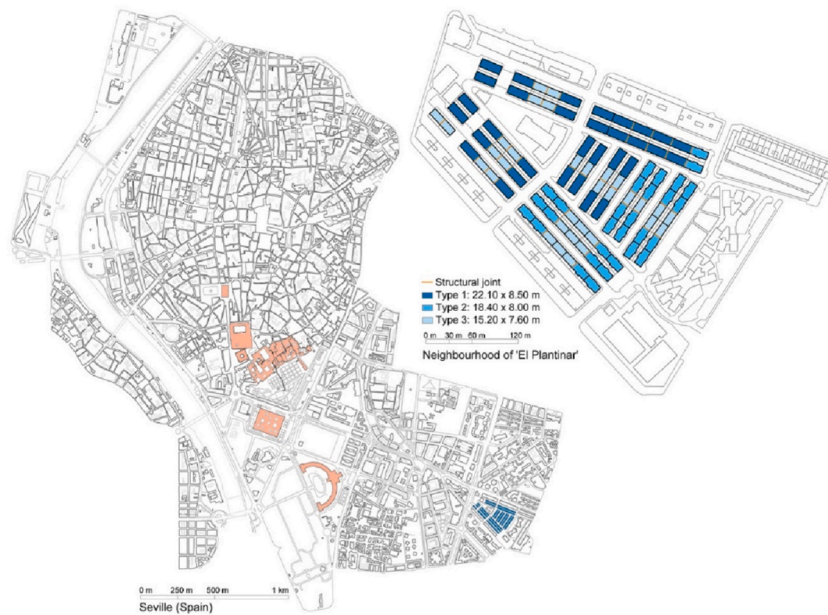 Structural joint
Type 1: 22.10 x 8.50 m
Type 2: 18.40 x 8.00 m
Type 3: 15.20 x 7.60 m
0 m 30 m 60 m 120 m
Neighbourhood of 'El Plantinar'
0 m 250 m 500 m 1 km
Seville (Spain)